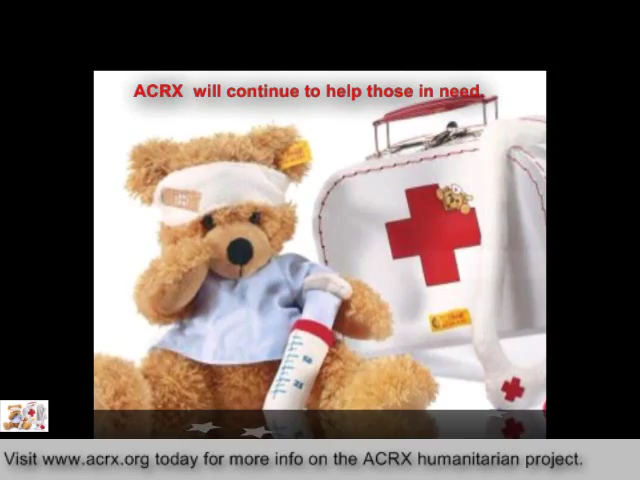 ACRX will continue to help those in need.
Visit www.acrx.org today for more info on the ACRX humanitarian project.